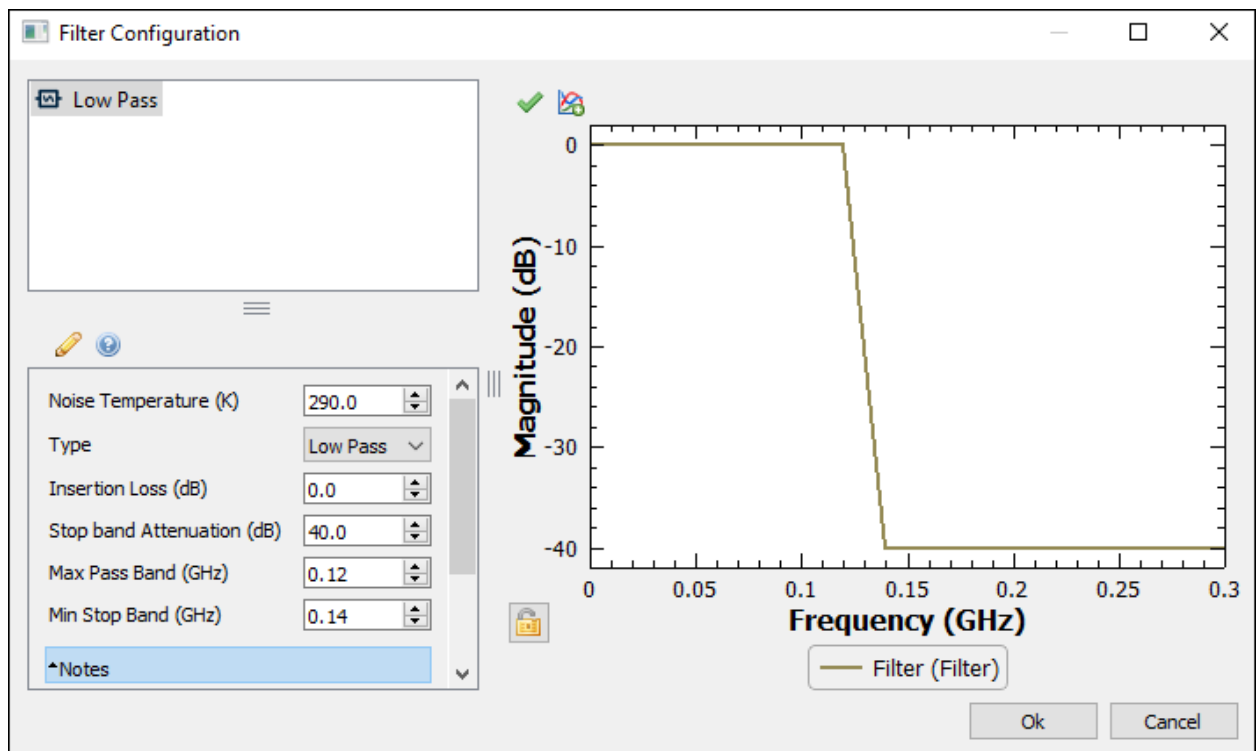 Filter Configuration
Low Pass
Noise Temperature (K) 290.0
Type Low Pass
Insertion Loss (dB) 0.0
Stop band Attenuation (dB) 40.0
Max Pass Band (GHz) 0.12
Min Stop Band (GHz) 0.14
Notes
Magnitude (dB)
0
-10
-20
-30
-40
0 0.05 0.1 0.15 0.2 0.25 0.3
Frequency (GHz)
Filter (Filter)
Ok Cancel